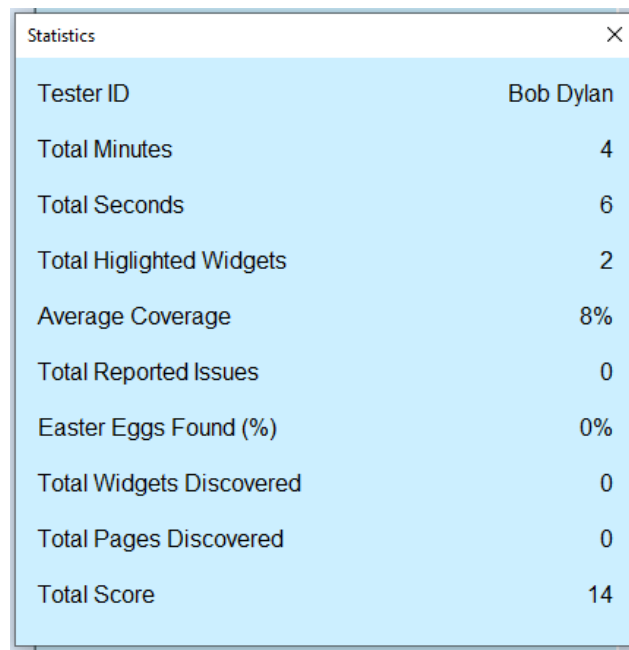 Statistics
Tester ID Bob Dylan
Total Minutes 4
Total Seconds 6
Total Higlighted Widgets 2
Average Coverage 8%
Total Reported Issues 0
Easter Eggs Found (%) 0%
Total Widgets Discovered 0
Total Pages Discovered 0
Total Score 14